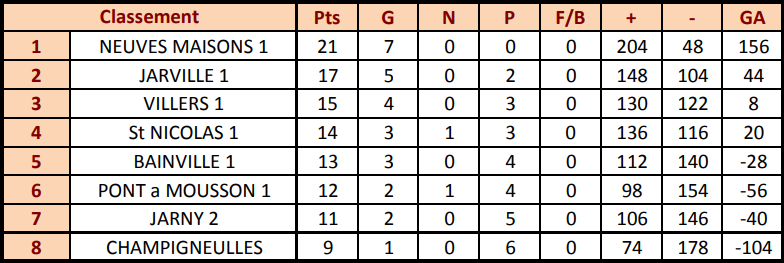 Classement Pts G N P F/B + - GA
1 NEUVES MAISONS 1 21 7 0 0 0 204 48 156
2 JARVILLE 1 17 5 0 2 0 148 104 44
3 VILLERS 1 15 4 0 3 0 130 122 8
4 St NICOLAS 1 14 3 1 3 0 136 116 20
5 BAINVILLE 1 13 3 0 4 0 112 140 -28
6 PONT a MOUSSON 1 12 2 1 4 0 98 154 -56
7 JARNY 2 11 2 0 5 0 106 146 -40
8 CHAMPIGNEULLES 9 1 0 6 0 74 178 -104